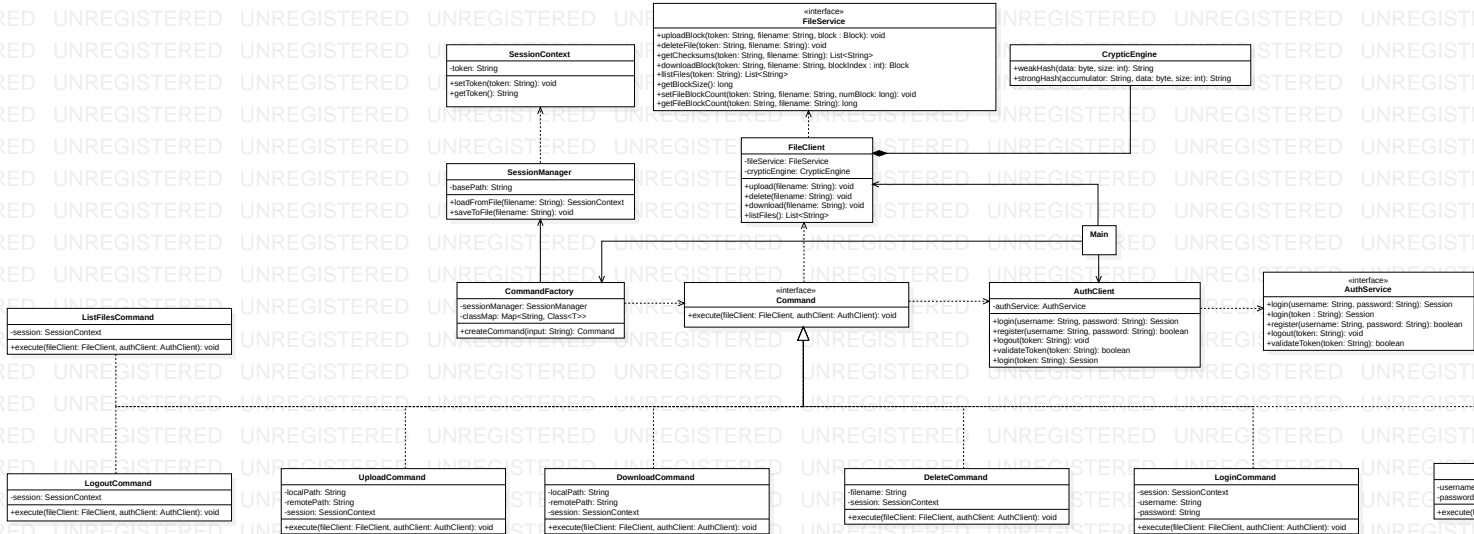 «interface»
FileService
+uploadBlock(token: String, filename: String, block : Block): void
+deleteFile(token: String, filename: String): void
+getChecksums(token: String, filename: String): List<String>
+downloadBlock(token: String, filename: String, blockIndex : int): Block
+llistFiles(token: String): List<String>
+getBlockSize(): long
+setFileBlockCount(token: String, filename: String, numBlock: long): void
+getFileBlockCount(token: String, filename: String): long
SessionContext
-token: String
+setToken(token: String): void
+getToken(): String
CrypticEngine
+weakHash(data: byte, size: int): String
+strongHash(accumulator: String, data: byte, size: int): String
FileClient
-fileService: FileService
-crypticEngine: CrypticEngine
+upload(filename: String): void
+delete(filename: String): void
+download(filename: String): void
+listFiles(): List<String>
SessionManager
-basePath: String
+loadFromFile(filename: String): SessionContext
+saveToFile(filename: String): void
Main
CommandFactory
-sessionManager: SessionManager
-classMap: Map<String, Class<T>>
+createCommand(input: String): Command
«interface»
Command
+execute(fileClient: FileClient, authClient: AuthClient): void
AuthClient
-authService: AuthService
+login(username: String, password: String): Session
+register(username: String, password: String): boolean
+logout(token: String): void
+validateToken(token: String): boolean
+login(token: String): Session
«interface»
AuthService
+login(username: String, password: String): Session
+login(token : String): Session
+register(username: String, password: String): boolean
+logout(token: String): void
+validateToken(token: String): boolean
ListFilesCommand
-session: SessionContext
+execute(fileClient: FileClient, authClient: AuthClient): void
LogoutCommand
-session: SessionContext
+execute(fileClient: FileClient, authClient: AuthClient): void
UploadCommand
-localPath: String
-remotePath: String
-session: SessionContext
+execute(fileClient: FileClient, authClient: AuthClient): void
DownloadCommand
-localPath: String
-remotePath: String
-session: SessionContext
+execute(fileClient: FileClient, authClient: AuthClient): void
DeleteCommand
-filename: String
-session: SessionContext
+execute(fileClient: FileClient, authClient: AuthClient): void
LoginCommand
-session: SessionContext
-username: String
-password: String
+execute(fileClient: FileClient, authClient: AuthClient): void
-username
-password
+execute(f
UNREGISTERED